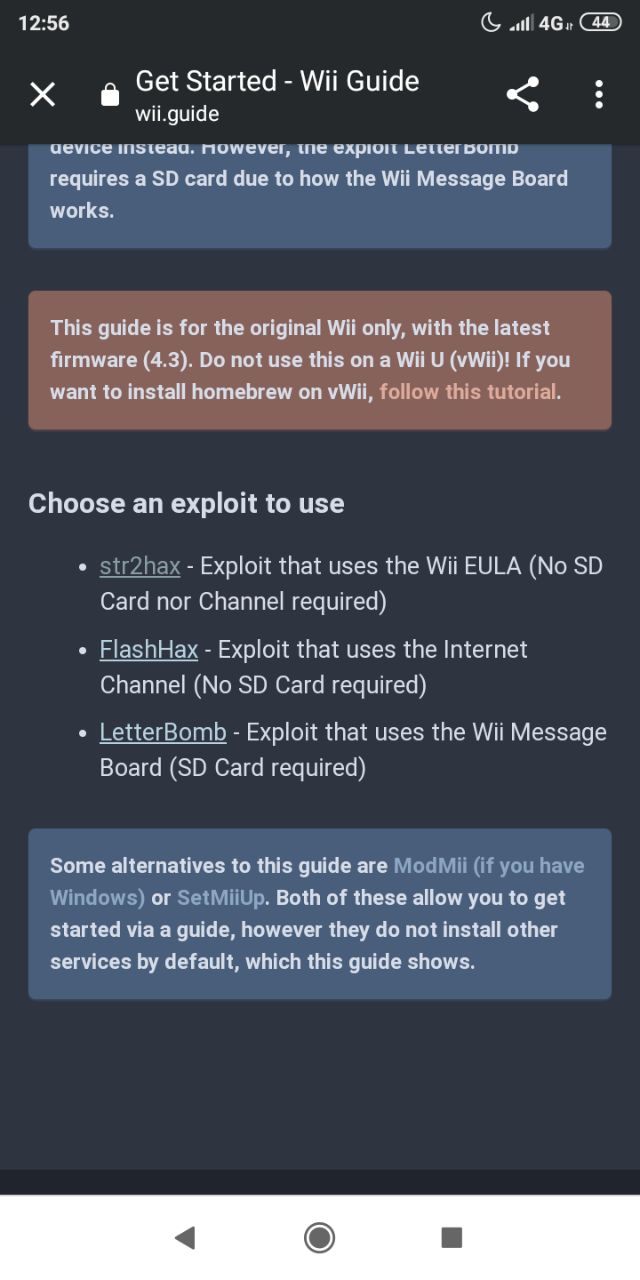 12:56
4G
44
Get Started - Wii Guide
wii.guide
device instead. However, the exploit LetterBomb
requires a SD card due to how the Wii Message Board
works.
This guide is for the original Wii only, with the latest
firmware (4.3). Do not use this on a Wii U (vWii)! If you
want to install homebrew on vWii, follow this tutorial.
Choose an exploit to use
• str2hax - Exploit that uses the Wii EULA (No SD
Card nor Channel required)
• FlashHax - Exploit that uses the Internet
Channel (No SD Card required)
• LetterBomb - Exploit that uses the Wii Message
Board (SD Card required)
Some alternatives to this guide are ModMii (if you have
Windows) or SetMiiUp. Both of these allow you to get
started via a guide, however they do not install other
services by default, which this guide shows.